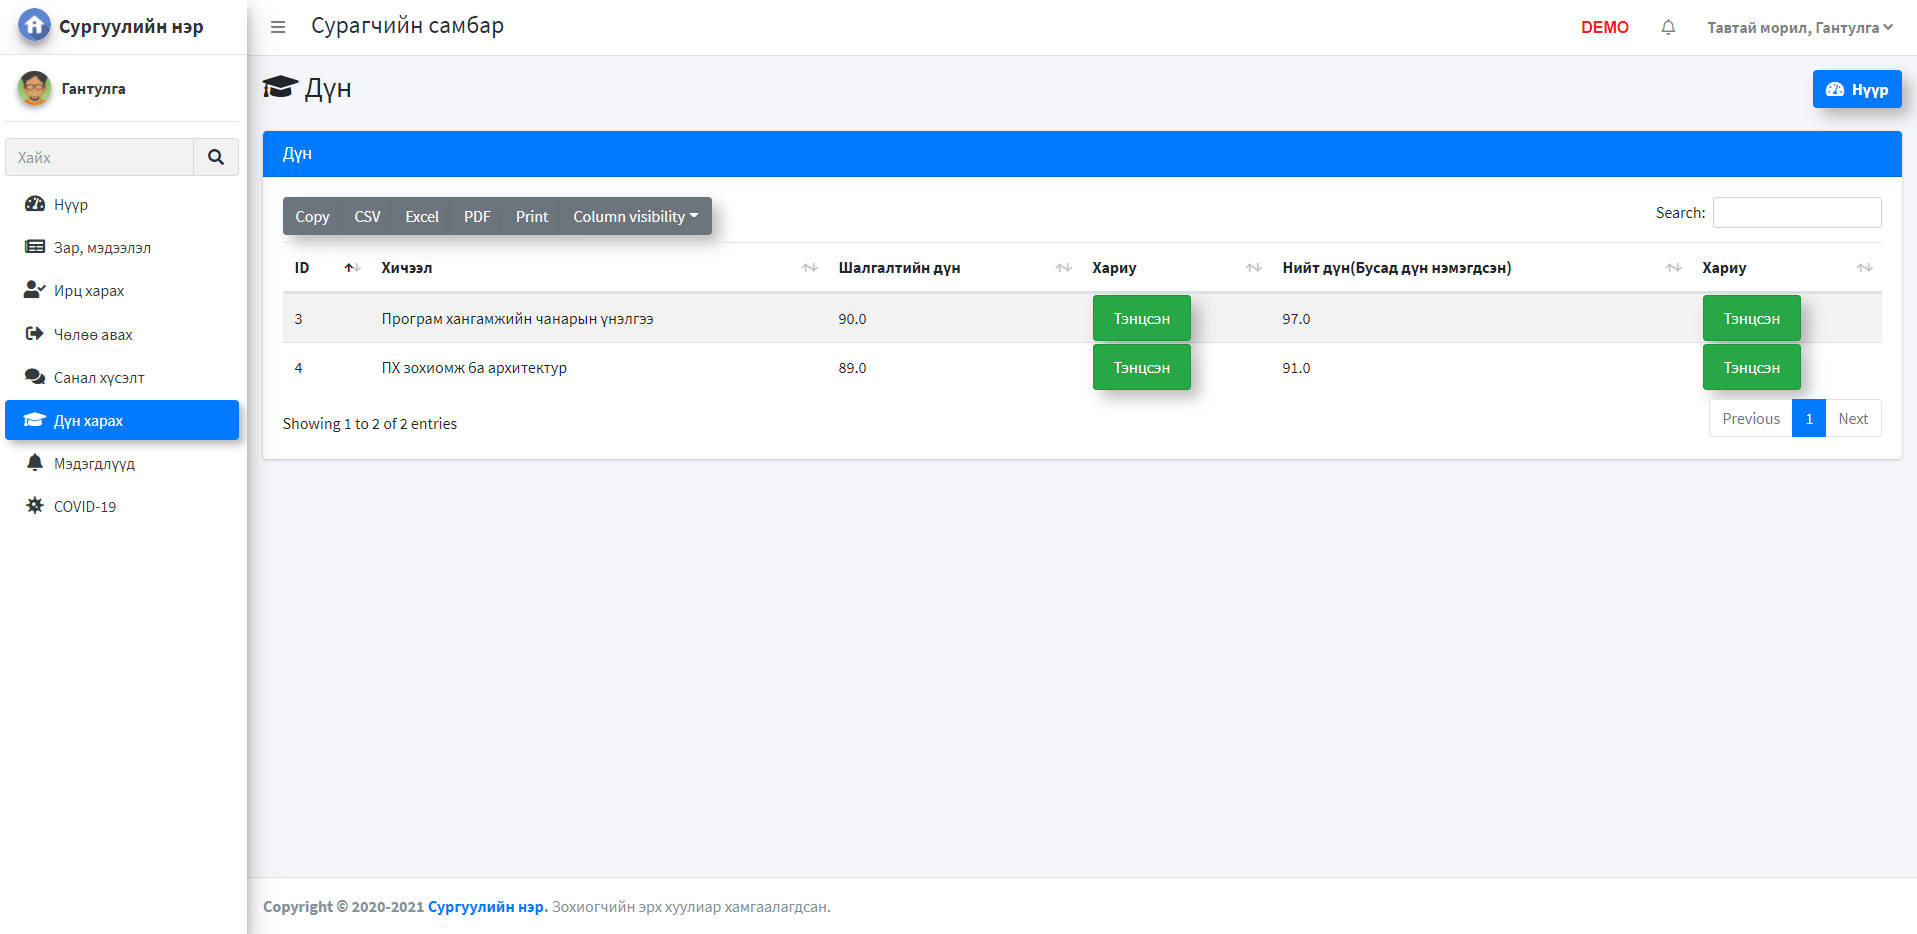 Сургуулийн нэр
Сурагчийн самбар
DEMO
Тавтай морил, Гантулга
Гантулга
Хайх
Нүүр
Зар, мэдээлэл
Ирц харах
Чөлөө авах
Санал хүсэлт
Дүн харах
Мэдэгдлүүд
COVID-19
Дүн
Нүүр
Дүн
Copy CSV Excel PDF Print Column visibility
Search:
ID Хичээл Шалгалтийн дүн Хариу Нийт дүн(Бусад дүн нэмэгдсэн) Хариу
3 Програм хангамжийн чанарын үнэлгээ 90.0 Тэнцсэн 97.0 Тэнцсэн
4 ПХ зохиомж ба архитектур 89.0 Тэнцсэн 91.0 Тэнцсэн
Showing 1 to 2 of 2 entries
Previous 1 Next
Copyright © 2020-2021 Сургуулийн нэр. Зохиогчийн эрх хуулиар хамгаалагдсан.